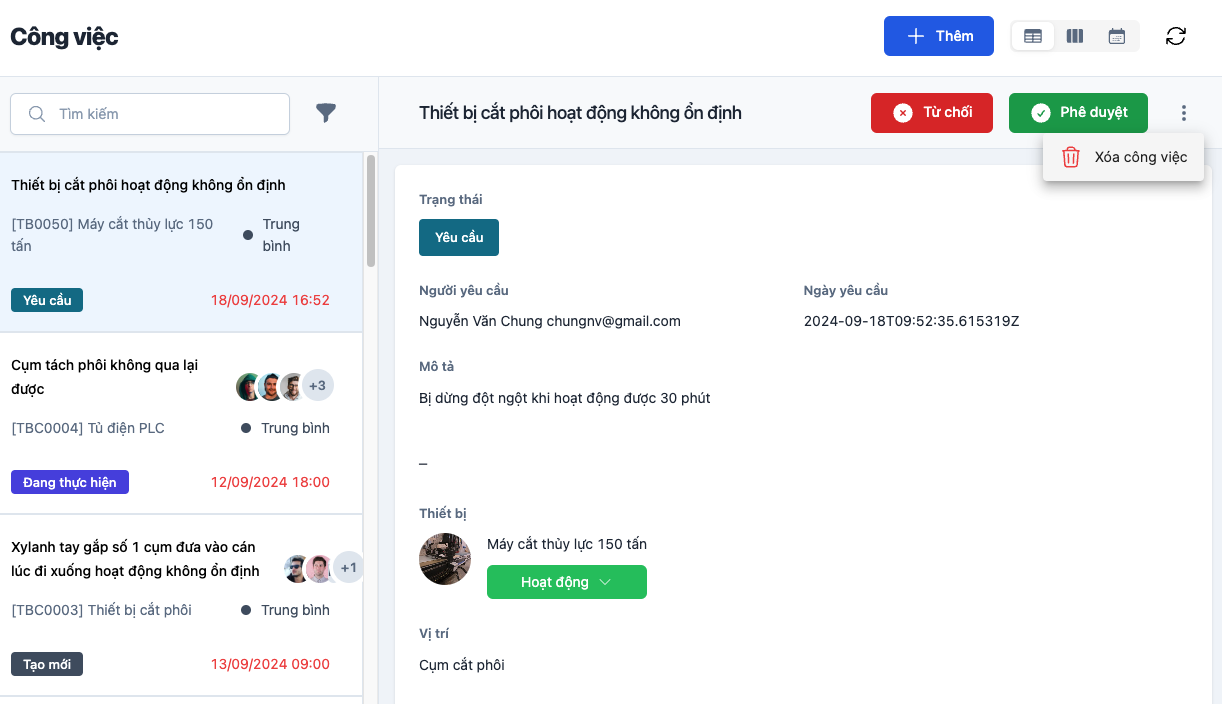 Công việc
Thêm
Tìm kiếm
Thiết bị cắt phôi hoạt động không ổn định
[TB0050] Máy cắt thủy lực 150
tấn
Trung
bình
Yêu cầu
18/09/2024 16:52
Cụm tách phôi không qua lại
được
+3
[TBC0004] Tủ điện PLC
Trung bình
Đang thực hiện
12/09/2024 18:00
Xylanh tay gắp số 1 cụm đưa vào cán
lúc đi xuống hoạt động không ổn định
+1
[TBC0003] Thiết bị cắt phôi
Trung bình
Tạo mới
13/09/2024 09:00
Thiết bị cắt phôi hoạt động không ổn định
Từ chối
Phê duyệt
Xóa công việc
Trạng thái
Yêu cầu
Người yêu cầu
Nguyễn Văn Chung chungnv@gmail.com
Ngày yêu cầu
2024-09-18T09:52:35.615319Z
Mô tả
Bị dừng đột ngột khi hoạt động được 30 phút
_
Thiết bị
Máy cắt thủy lực 150 tấn
Hoạt động
Vị trí
Cụm cắt phôi